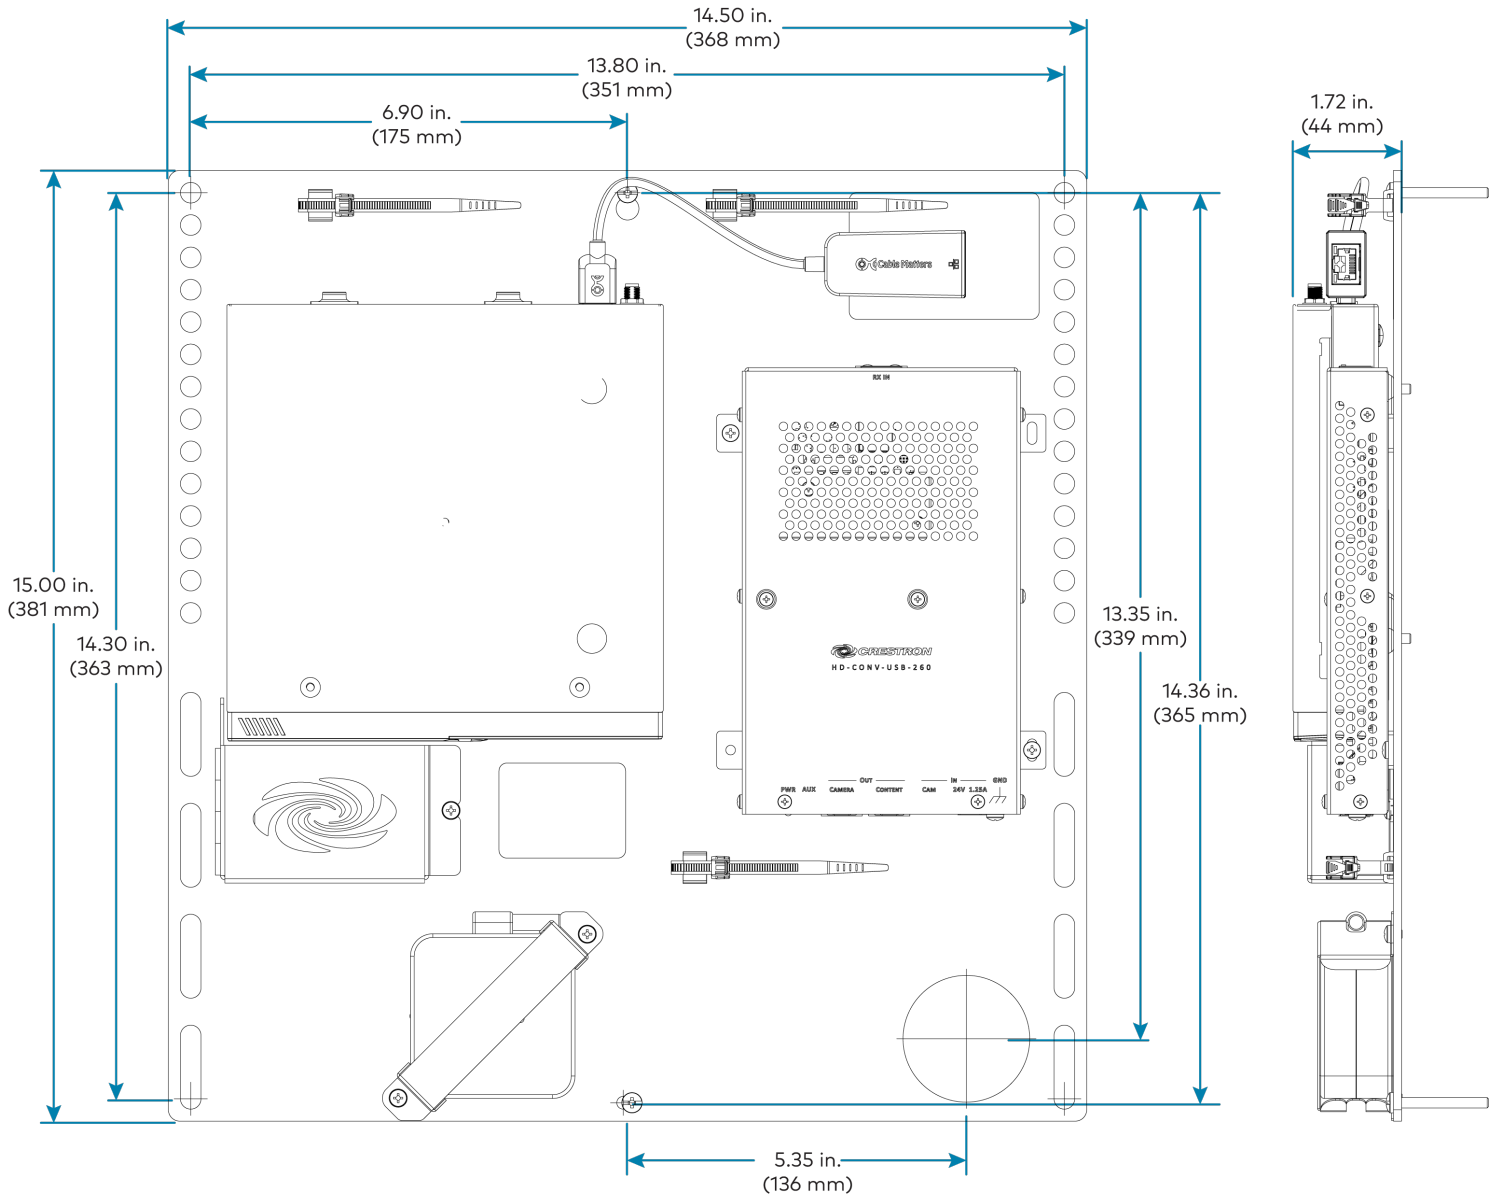 14.50 in.
(368 mm)
13.80 in.
(351 mm)
6.90 in.
(175 mm)
1.72 in.
(44 mm)
Cable Matters
RX IN
15.00 in.
(381 mm)
14.30 in.
(363 mm)
13.35 in.
(339 mm)
14.36 in.
(365 mm)
CRESTRON
HD-CONV-USB-260
OUT IN GND
PWR AUX CAMERA CONTENT CAM 24V 1.25A
5.35 in.
(136 mm)